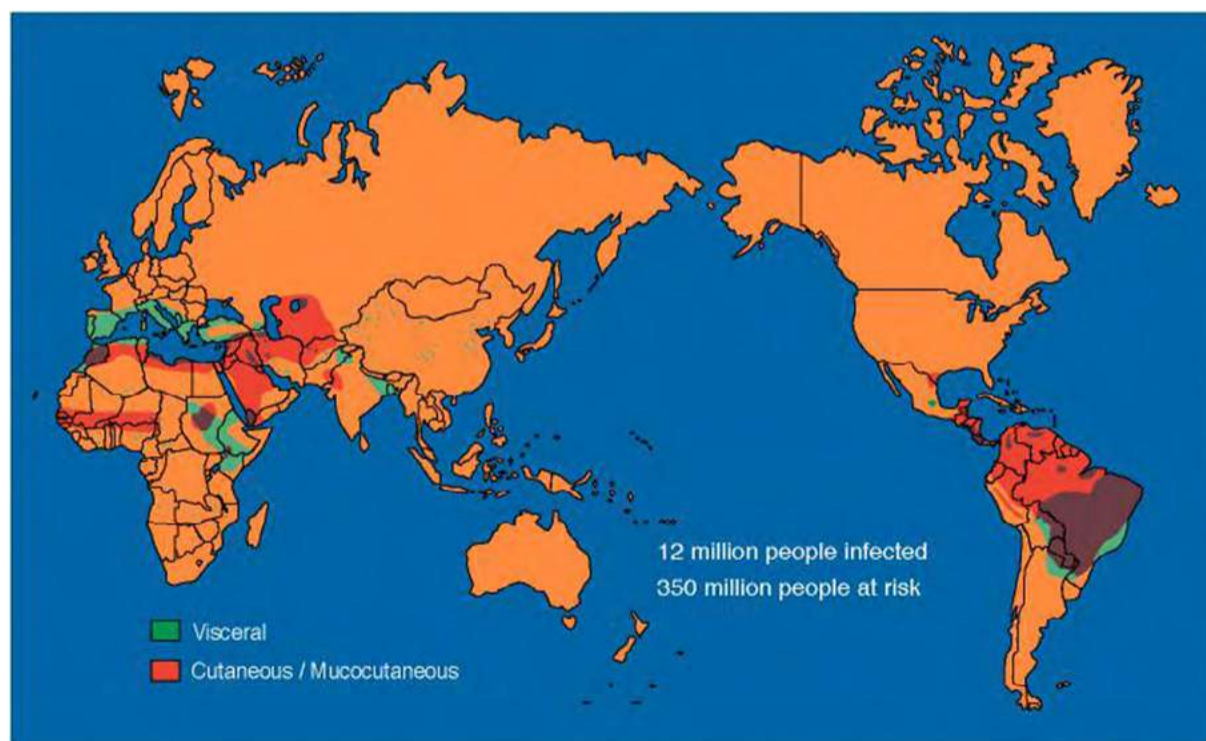 12 million people infected
350 million people at risk
Visceral
Cutaneous / Mucocutaneous